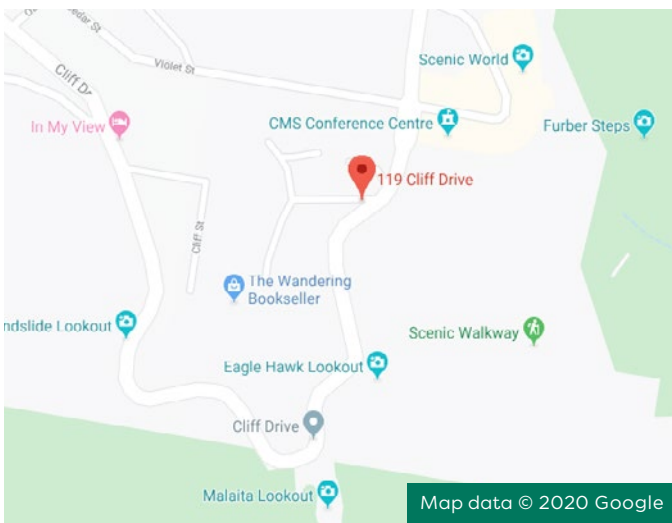 Cliff Dr
Violet St
Scenic World
In My View
CMS Conference Centre
Furber Steps
119 Cliff Drive
Cliff St
The Wandering
Bookseller
ndslide Lookout
Scenic Walkway
Eagle Hawk Lookout
Cliff Drive
Malaita Lookout
Map data © 2020 Google